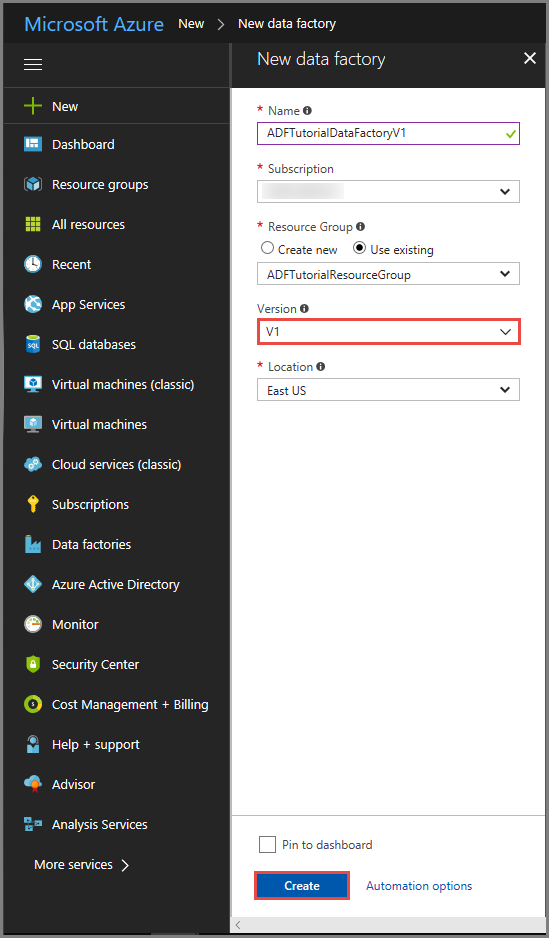 Microsoft Azure New > New data factory
New data factory
New
Dashboard
Resource groups
All resources
Recent
App Services
SQL databases
Virtual machines (classic)
Virtual machines
Cloud services (classic)
Subscriptions
Data factories
Azure Active Directory
Monitor
Security Center
Cost Management + Billing
Help + support
Advisor
Analysis Services
More services >
* Name
ADFTutorialDataFactoryV1
* Subscription
* Resource Group
Create new Use existing
ADFTutorialResourceGroup
Version
V1
* Location
East US
Pin to dashboard
Create Automation options